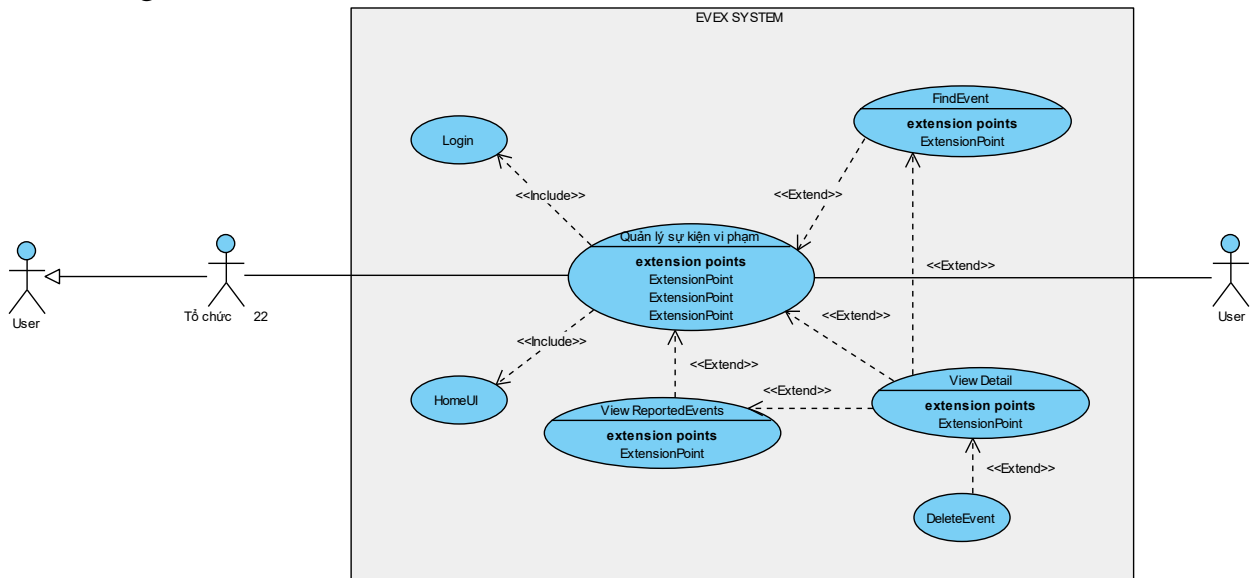 EVEX SYSTEM
FindEvent
extension points
ExtensionPoint
Login
<<Extend>>
<<Include>>
Quản lý sự kiện vi phạm
extension points
ExtensionPoint
ExtensionPoint
ExtensionPoint
<<Extend>>
User
Tổ chức 22
User
<<Extend>>
<<Include>>
<<Extend>>
View Detail
extension points
ExtensionPoint
<<Extend>>
HomeUI
View ReportedEvents
extension points
ExtensionPoint
<<Extend>>
DeleteEvent